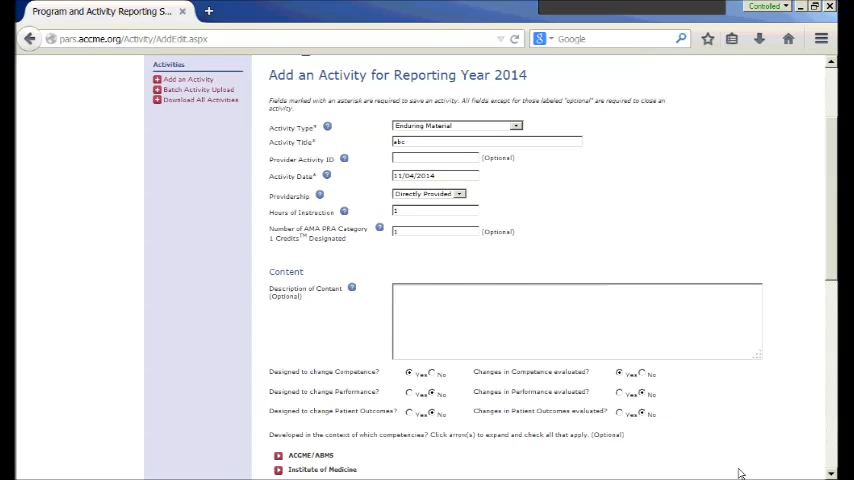 Program and Activity Reporting S...
Controlled
pars.accme.org/Activity/AddEdit.aspx
Google
Activities
Add an Activity
Batch Activity Upload
Download All Activities
Add an Activity for Reporting Year 2014
Fields marked with an asterisk are required to save an activity. All fields except for those labeled "optional" are required to close an
activity.
Activity Type* Enduring Material
Activity Title* abc
Provider Activity ID (Optional)
Activity Date* 11/04/2014
Providership Directly Provided
Hours of Instruction 1
Number of AMA PRA Category
1 Credits™ Designated 1 (Optional)
Content
Description of Content
(Optional)
Designed to change Competence? Yes No Changes in Competence evaluated? Yes No
Designed to change Performance? Yes No Changes in Performance evaluated? Yes No
Designed to change Patient Outcomes? Yes No Changes in Patient Outcomes evaluated? Yes No
Developed in the context of which competencies? Click arrow(s) to expand and check all that apply. (Optional)
ACCME/ABMS
Institute of Medicine